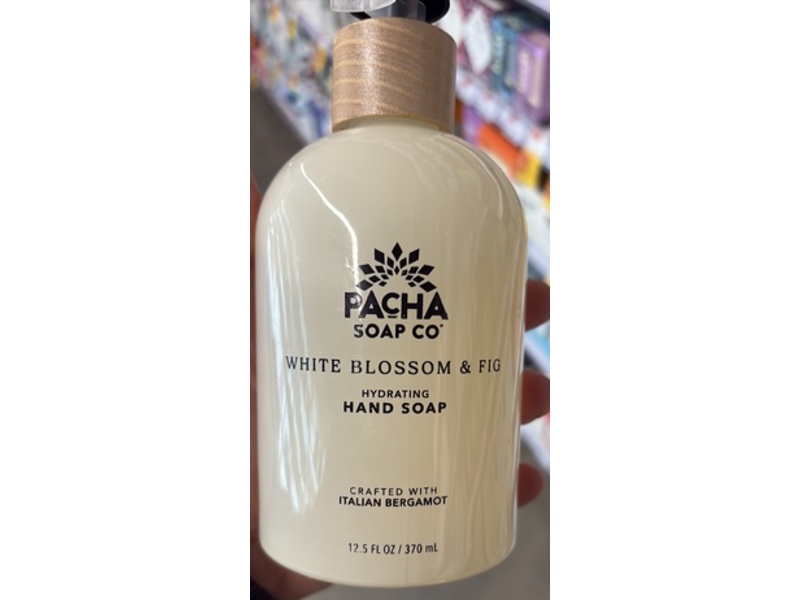 PACHA
SOAP CO
WHITE BLOSSOM & FIG
HYDRATING
HAND SOAP
CRAFTED WITH
ITALIAN BERGAMOT
12.5 FL OZ / 370 mL